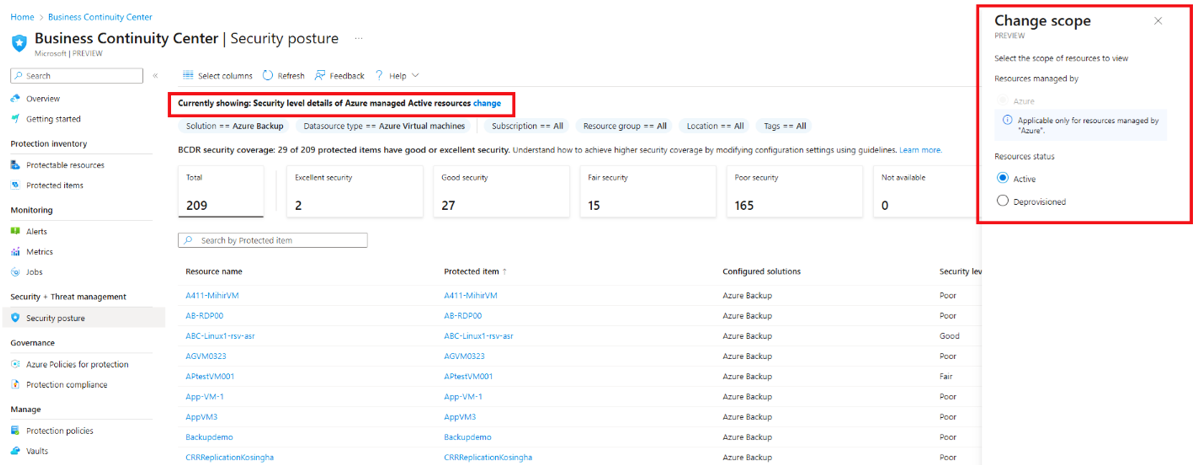 Home > Business Continuity Center
Business Continuity Center | Security posture ...
Microsoft | PREVIEW
Search «
Overview
Getting started
Protection inventory
Protectable resources
Protected items
Monitoring
Alerts
Metrics
Jobs
Security + Threat management
Security posture
Governance
Azure Policies for protection
Protection compliance
Manage
Protection policies
Vaults
Select columns Refresh Feedback ? Help
Currently showing: Security level details of Azure managed Active resources change
Solution == Azure Backup Datasource type == Azure Virtual machines Subscription == All Resource group == All Location == All Tags == All
BCDR security coverage: 29 of 209 protected items have good or excellent security. Understand how to achieve higher security coverage by modifying configuration settings using guidelines. Learn more.
Total Excellent security Good security Fair security Poor security Not available
209 2 27 15 165 0
Search by Protected item
Resource name Protected item ↑ Configured solutions Security lev
A411-MihirVM A411-MihirVM Azure Backup Poor
AB-RDP00 AB-RDP00 Azure Backup Poor
ABC-Linux1-rsv-asr ABC-Linux1-rsv-asr Azure Backup Good
AGVM0323 AGVM0323 Azure Backup Poor
APtestVM001 APtestVM001 Azure Backup Fair
App-VM-1 App-VM-1 Azure Backup Poor
AppVM3 AppVM3 Azure Backup Poor
Backupdemo Backupdemo Azure Backup Poor
CRRReplicationKosingha CRRReplicationKosingha Azure Backup Poor
Change scope
PREVIEW
Select the scope of resources to view
Resources managed by
Azure
Applicable only for resources managed by
"Azure".
Resources status
Active
Deprovisioned